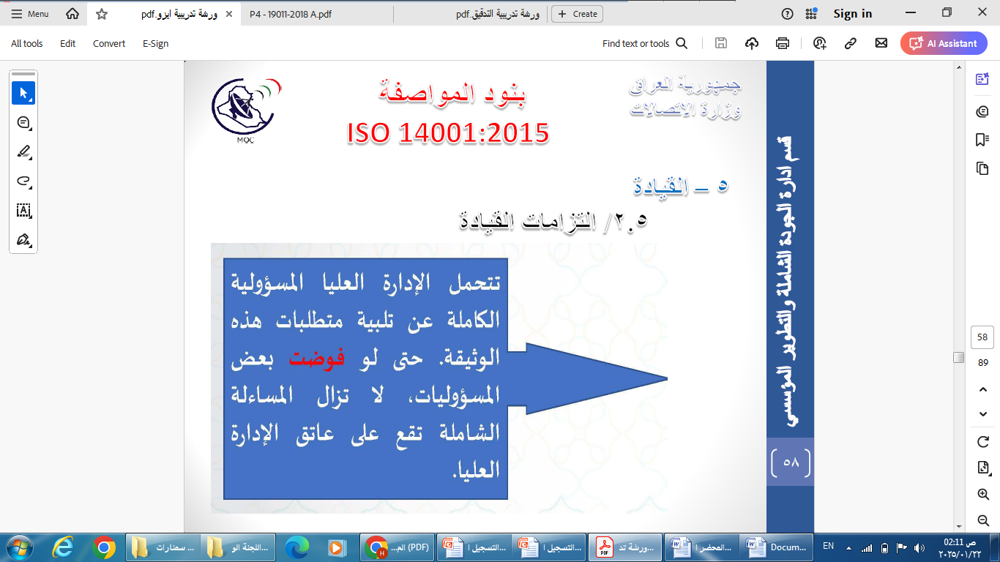 Menu
ورشة تدريبية ايزو.pdf
P4 - 19011-2018 A.pdf
ورشة تدريبية التدقيق.pdf
Create
Sign in
All tools
Edit
Convert
E-Sign
Find text or tools
AI Assistant
جمهورية العراق
وزارة الاتصالات
بنود المواصفة
ISO 14001:2015
MQC
٥ – القيادة
٢.٥/ التزامات القيادة
تتحمل الإدارة العليا المسؤولية
الكاملة عن تلبية متطلبات هذه
الوثيقة. حتى لو فوضت بعض
المسؤوليات، لا تزال المساءلة
الشاملة تقع على عاتق الإدارة
العليا.
قسم ادارة الجودة الشاملة والتطوير المؤسسي
(٥٨)
58
89
سمنارات ...
اللجنة الو...
(PDF) الم...
التسجيل ا...
التسجيل ا...
ورشة تد...
المحضر ا...
Docum...
EN
02:11 ص
٢٠٢٥/٠١/٢٢